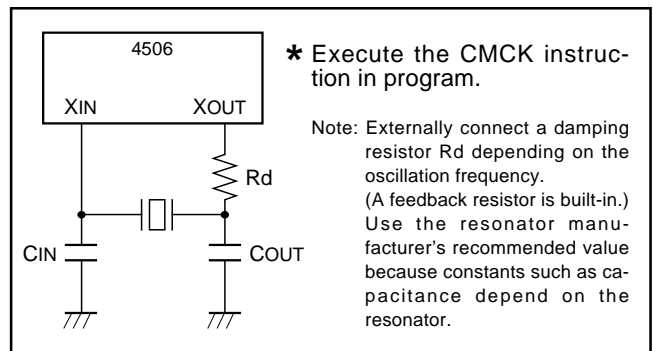 4506
XIN
XOUT
Rd
CIN
COUT
* Execute the CMCK instruc-
tion in program.
Note: Externally connect a damping
resistor Rd depending on the
oscillation frequency.
(A feedback resistor is built-in.)
Use the resonator manu-
facturer's recommended value
because constants such as ca-
pacitance depend on the
resonator.